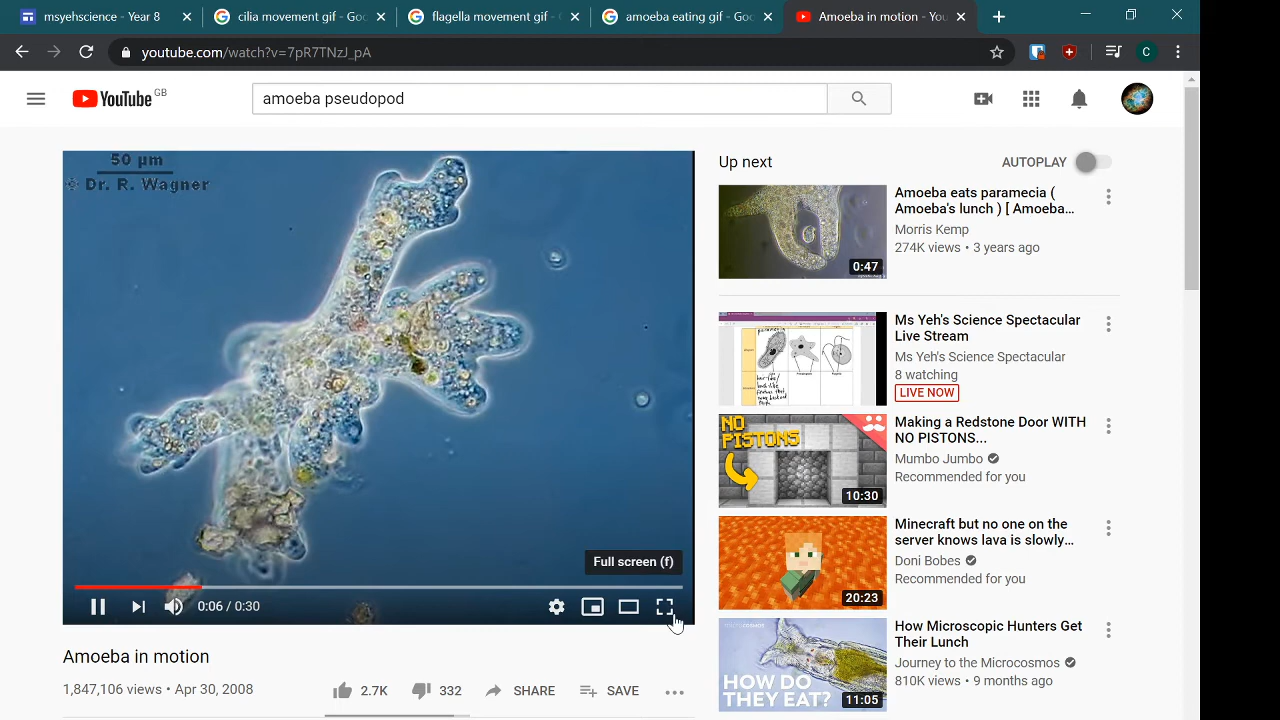 msyehscience - Year 8
cilia movement gif - Goo
flagella movement gif - G
amoeba eating gif - Goo
Amoeba in motion - You
youtube.com/watch?v=7pR7TNzJ_pA
C
YouTube GB
amoeba pseudopod
50 µm
© Dr. R. Wagner
Full screen (f)
0:06 / 0:30
Amoeba in motion
1,847,106 views • Apr 30, 2008
2.7K
332
SHARE
SAVE
Up next
AUTOPLAY
Amoeba eats paramecia (
Amoeba's lunch ) [ Amoeba...
Morris Kemp
274K views • 3 years ago
0:47
Ms Yeh's Science Spectacular
Live Stream
Ms Yeh's Science Spectacular
8 watching
LIVE NOW
NO
PISTONS
10:30
Making a Redstone Door WITH
NO PISTONS...
Mumbo Jumbo
Recommended for you
20:23
Minecraft but no one on the
server knows lava is slowly...
Doni Bobes
Recommended for you
HOW DO
THEY EAT?
11:05
How Microscopic Hunters Get
Their Lunch
Journey to the Microcosmos
810K views • 9 months ago